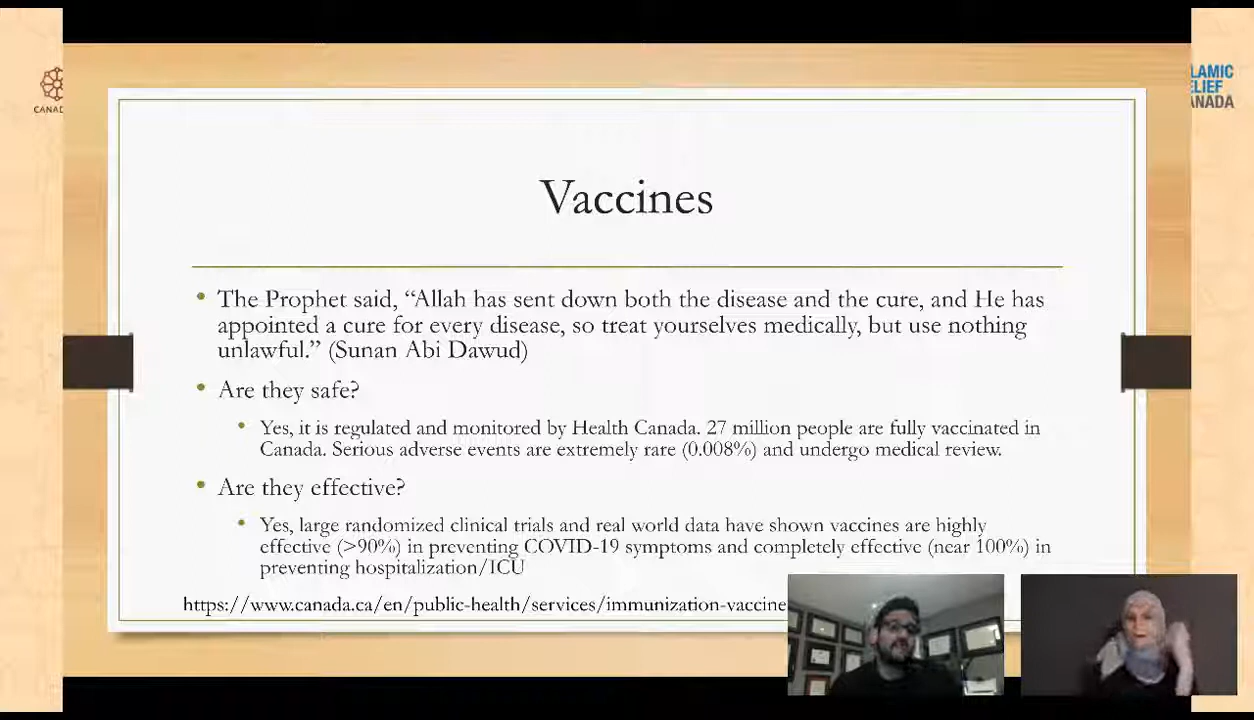 Vaccines
The Prophet said, “Allah has sent down both the disease and the cure, and He has
appointed a cure for every disease, so treat yourselves medically, but use nothing
unlawful.” (Sunan Abi Dawud)
Are they safe?
Yes, it is regulated and monitored by Health Canada. 27 million people are fully vaccinated in
Canada. Serious adverse events are extremely rare (0.008%) and undergo medical review.
Are they effective?
Yes, large randomized clinical trials and real world data have shown vaccines are highly
effective (>90%) in preventing COVID-19 symptoms and completely effective (near 100%) in
preventing hospitalization/ICU
https://www.canada.ca/en/public-health/services/immunization-vaccine
CANAD
LAMIC
ELIEF
ANADA